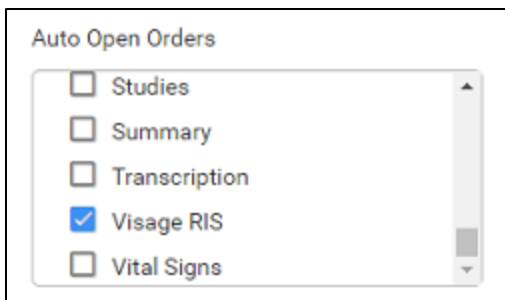 Auto Open Orders
Studies
Summary
Transcription
Visage RIS
Vital Signs